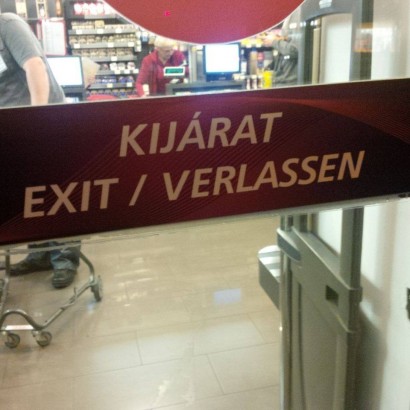 KIJÁRAT
EXIT / VERLASSEN